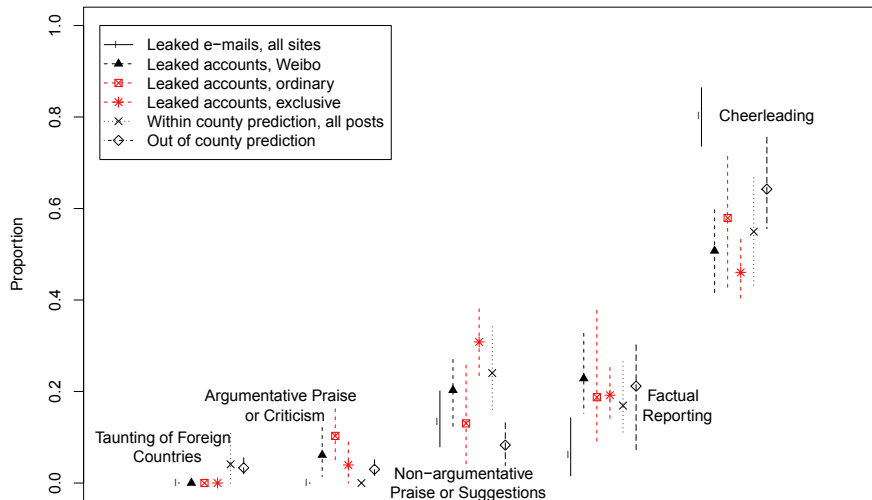 1.0
0.8
0.6
0.4
0.2
0.0
Proportion
Leaked e−mails, all sites
Leaked accounts, Weibo
Leaked accounts, ordinary
Leaked accounts, exclusive
Within county prediction, all posts
Out of county prediction
Cheerleading
Argumentative Praise
or Criticism
Taunting of Foreign
Countries
Factual
Reporting
Non−argumentative
Praise or Suggestions